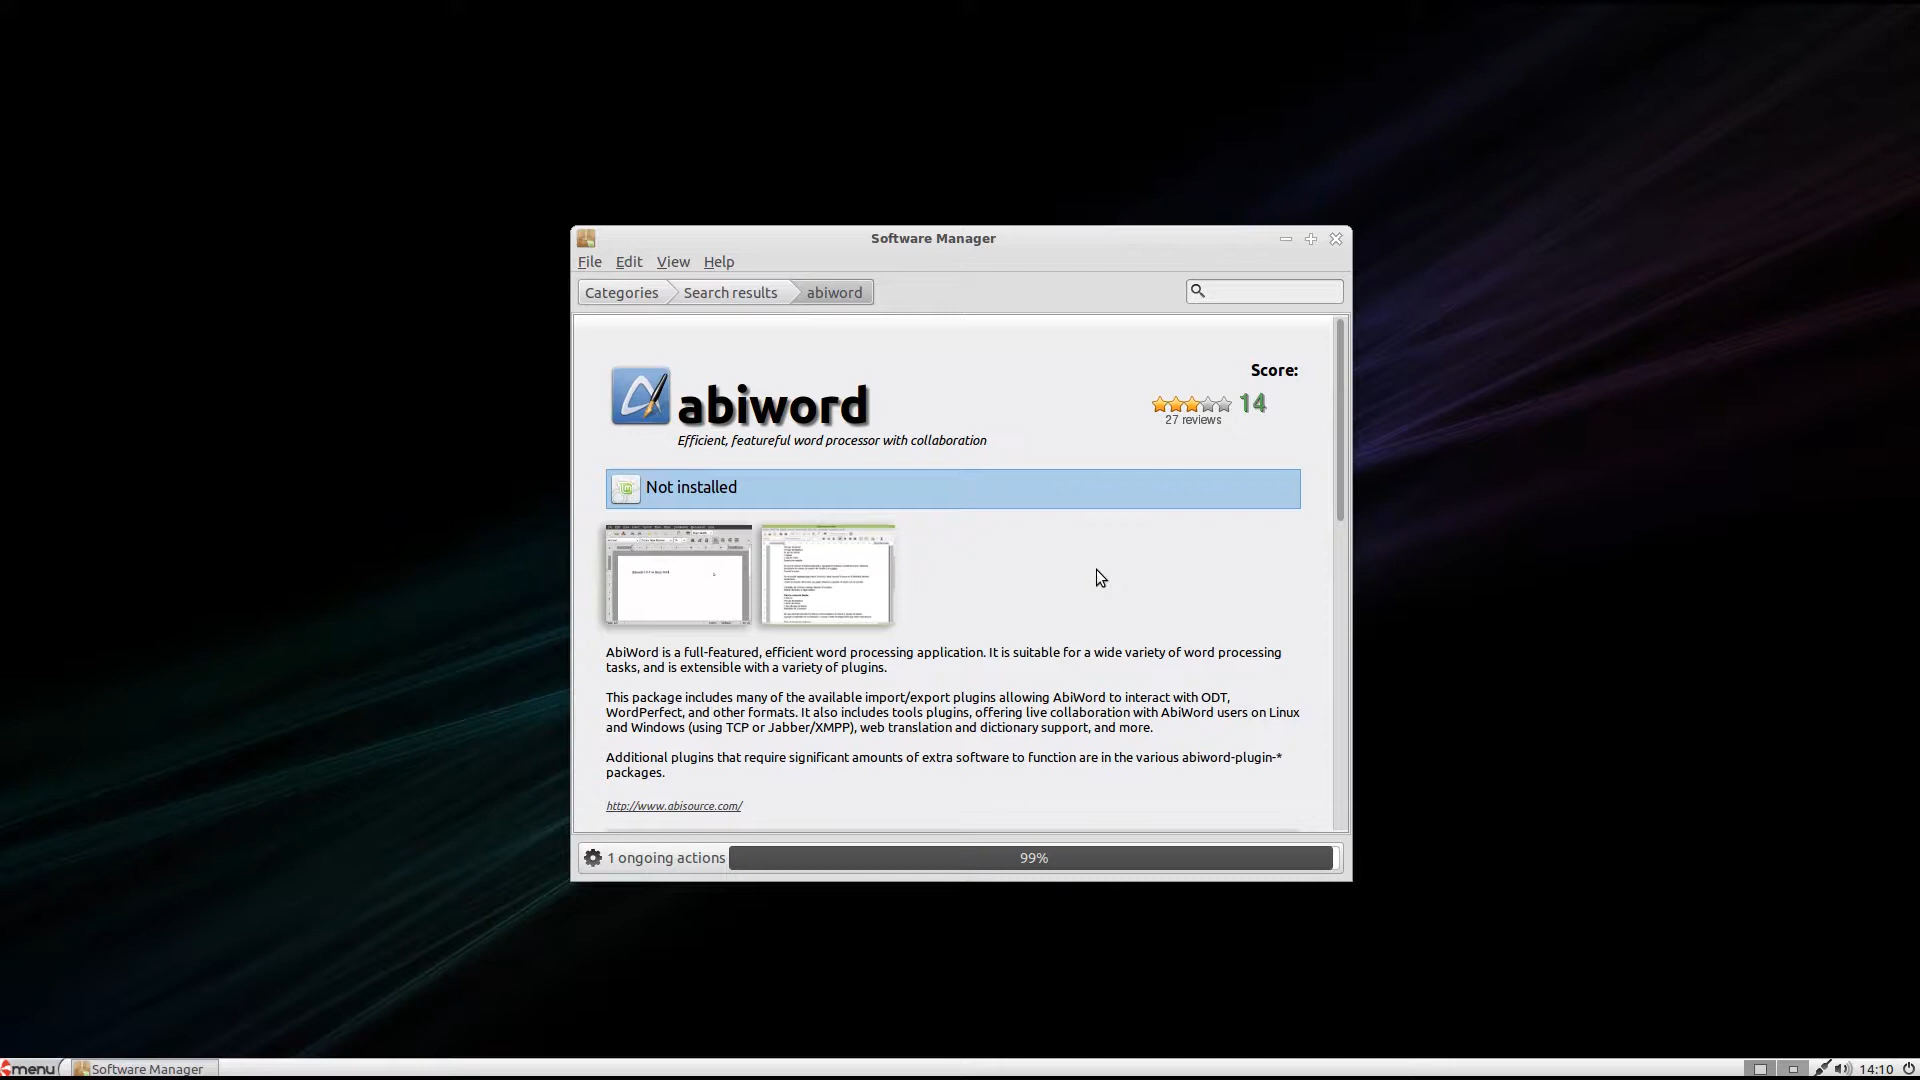 Software Manager
File Edit View Help
Categories Search results abiword
Score:
abiword
14
27 reviews
Efficient, featureful word processor with collaboration
Not installed
AbiWord is a full-featured, efficient word processing application. It is suitable for a wide variety of word processing
tasks, and is extensible with a variety of plugins.
This package includes many of the available import/export plugins allowing AbiWord to interact with ODT,
WordPerfect, and other formats. It also includes tools plugins, offering live collaboration with AbiWord users on Linux
and Windows (using TCP or Jabber/XMPP), web translation and dictionary support, and more.
Additional plugins that require significant amounts of extra software to function are in the various abiword-plugin-*
packages.
http://www.abisource.com/
1 ongoing actions 99%
menu Software Manager 14:10